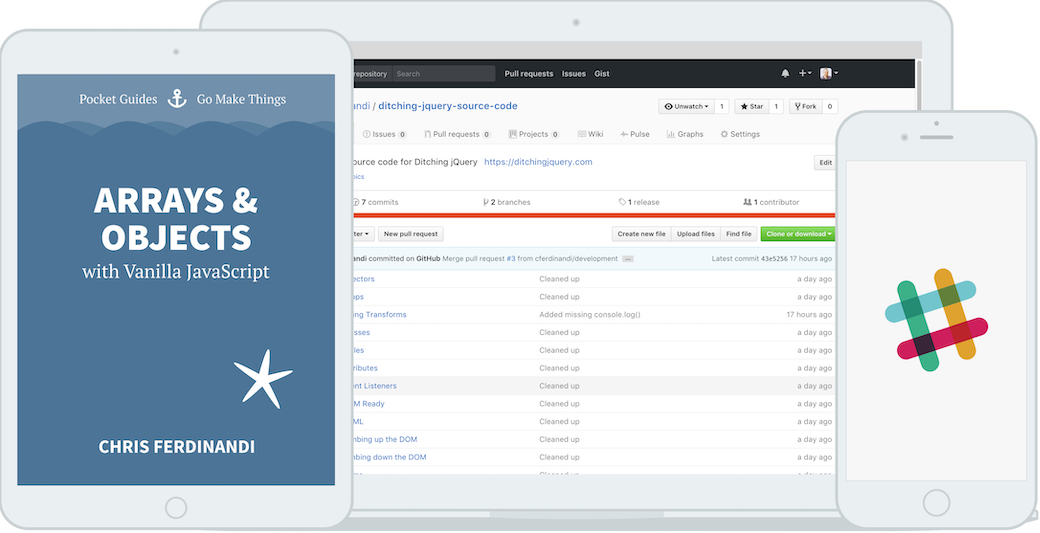 Pocket Guides Go Make Things
ARRAYS &
OBJECTS
with Vanilla JavaScript
CHRIS FERDINANDI
repository Search Pull requests Issues Gist
andi / ditching-jquery-source-code Unwatch 1 Star 1 Fork 0
Issues 0 Pull requests 0 Projects 0 Wiki Pulse Graphs Settings
ource code for Ditching jQuery https://ditchingjquery.com Edit
pics
7 commits 2 branches 1 release 1 contributor
ter New pull request Create new file Upload files Find file Clone or download
andi committed on GitHub Merge pull request #3 from cferdinandi/development ... Latest commit 43e5256 17 hours ago
ectors Cleaned up a day ago
ops Cleaned up a day ago
ng Transforms Added missing console.log() 17 hours ago
sses Cleaned up a day ago
les Cleaned up a day ago
ributes Cleaned up a day ago
nt Listeners Cleaned up a day ago
M Ready Cleaned up a day ago
ML Cleaned up a day ago
mbing up the DOM Cleaned up a day ago
mbing down the DOM Cleaned up a day ago